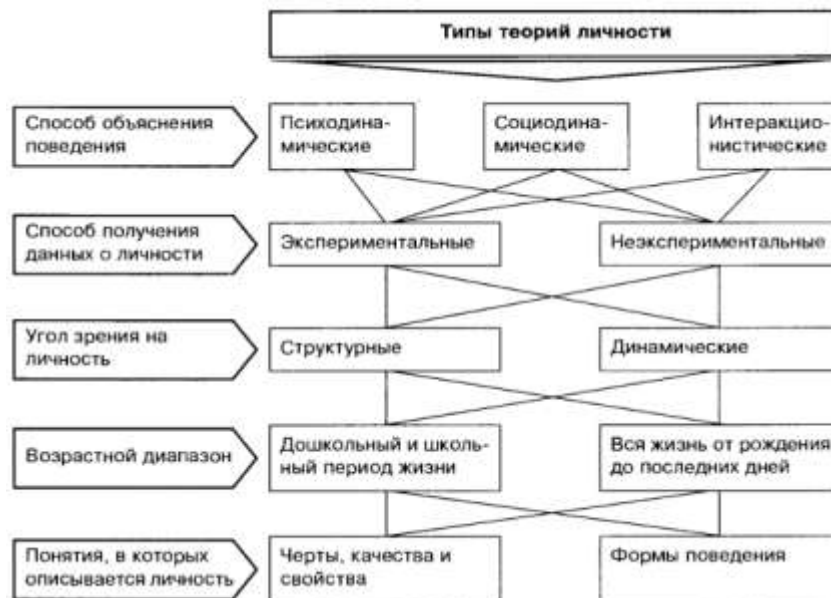 Типы теорий личности
Способ объяснения
поведения
Психодина-
мические
Социодина-
мические
Интеракцио-
нистические
Способ получения
данных о личности
Экспериментальные
Неэкспериментальные
Угол зрения на
личность
Структурные
Динамические
Возрастной диапазон
Дошкольный и школь-
ный период жизни
Вся жизнь от рождения
до последних дней
Понятия, в которых
описывается личность
Черты, качества и
свойства
Формы поведения